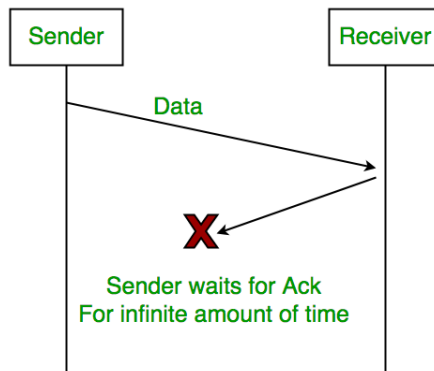 Sender
Receiver
Data
X
Sender waits for Ack
For infinite amount of time